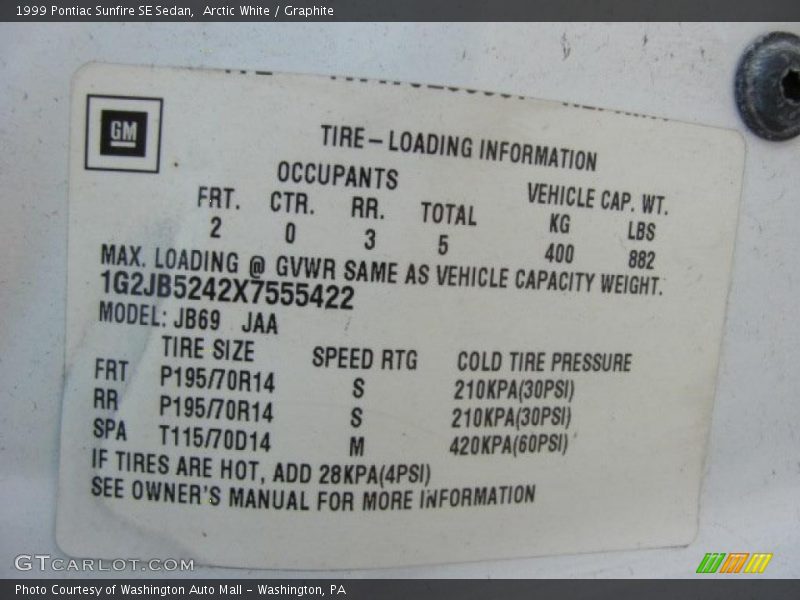 1999 Pontiac Sunfire SE Sedan, Arctic White / Graphite
GM
TIRE–LOADING INFORMATION
OCCUPANTS VEHICLE CAP. WT.
FRT. CTR. RR. TOTAL KG LBS
2 0 3 5 400 882
MAX. LOADING @ GVWR SAME AS VEHICLE CAPACITY WEIGHT.
1G2JB5242X7555422
MODEL: JB69 JAA
TIRE SIZE SPEED RTG COLD TIRE PRESSURE
FRT P195/70R14 S 210KPA(30PSI)
RR P195/70R14 S 210KPA(30PSI)
SPA T115/70D14 M 420KPA(60PSI)
IF TIRES ARE HOT, ADD 28KPA(4PSI)
SEE OWNER'S MANUAL FOR MORE INFORMATION
GTCARLOT.COM
Photo Courtesy of Washington Auto Mall – Washington, PA